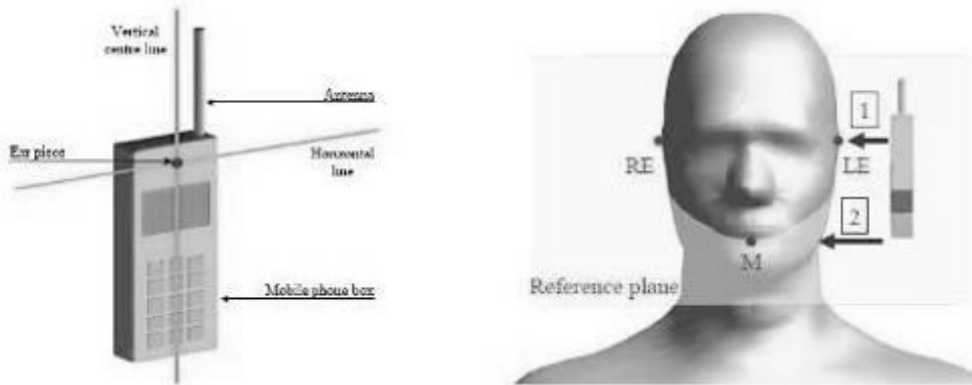 Vertical
centre line
Antenna
Ear piece
Horizontal
line
Mobile phone box
1
RE
LE
2
M
Reference plane